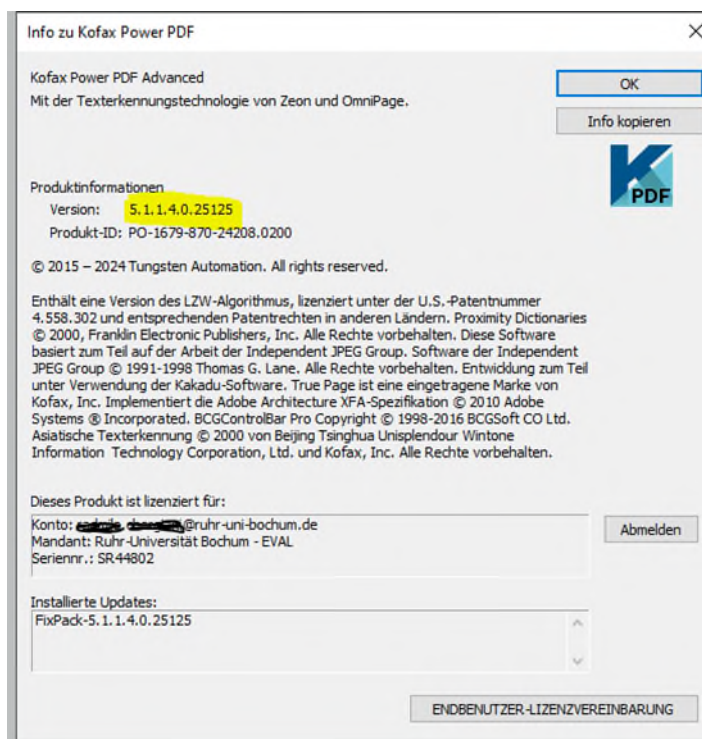 Info zu Kofax Power PDF
Kofax Power PDF Advanced
Mit der Texterkennungstechnologie von Zeon und OmniPage.
OK
Info kopieren
PDF
Produktinformationen
Version: 5.1.1.4.0.25125
Produkt-ID: PO-1679-870-24208.0200
© 2015 – 2024 Tungsten Automation. All rights reserved.
Enthält eine Version des LZW-Algorithmus, lizenziert unter der U.S.-Patentnummer
4.558.302 und entsprechenden Patentrechten in anderen Ländern. Proximity Dictionaries
© 2000, Franklin Electronic Publishers, Inc. Alle Rechte vorbehalten. Diese Software
basiert zum Teil auf der Arbeit der Independent JPEG Group. Software der Independent
JPEG Group © 1991-1998 Thomas G. Lane. Alle Rechte vorbehalten. Entwicklung zum Teil
unter Verwendung der Kakadu-Software. True Page ist eine eingetragene Marke von
Kofax, Inc. Implementiert die Adobe Architecture XFA-Spezifikation © 2010 Adobe
Systems ® Incorporated. BCGControlBar Pro Copyright © 1998-2016 BCGSoft CO Ltd.
Asiatische Texterkennung © 2000 von Beijing Tsinghua Unisplendour Wintone
Information Technology Corporation, Ltd. und Kofax, Inc. Alle Rechte vorbehalten.
Dieses Produkt ist lizenziert für:
Konto: @ruhr-uni-bochum.de
Mandant: Ruhr-Universität Bochum - EVAL
Seriennr.: SR44802
Abmelden
Installierte Updates:
FixPack-5.1.1.4.0.25125
ENDBENUTZER-LIZENZVEREINBARUNG